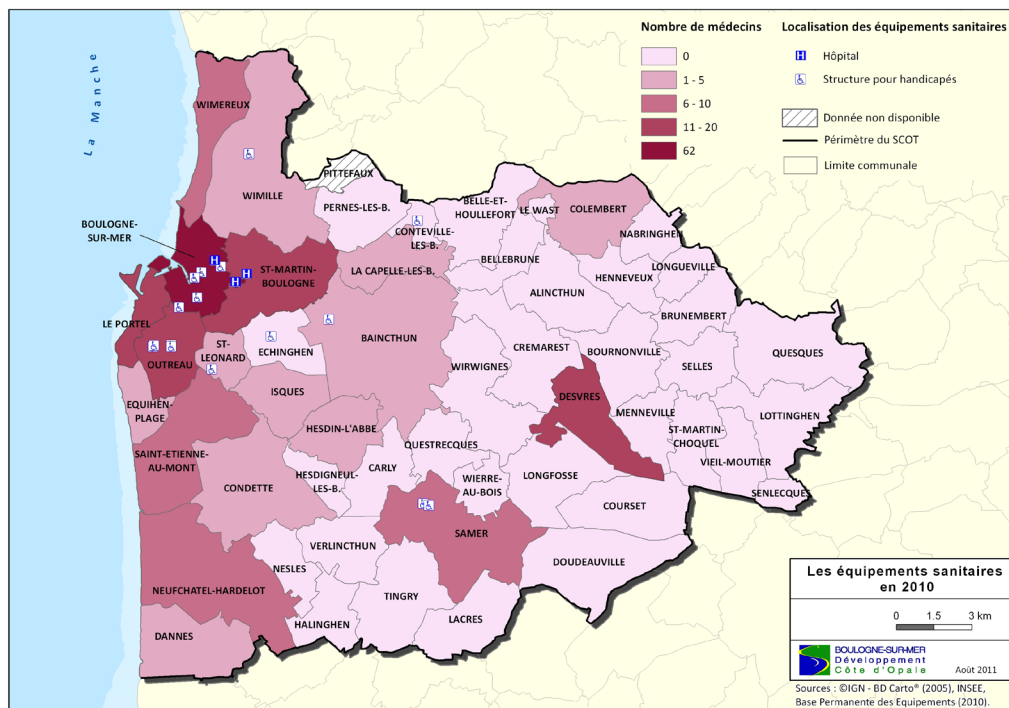 Nombre de médecins
0
1 - 5
6 - 10
11 - 20
62
Localisation des équipements sanitaires
Hôpital
Structure pour handicapés
Donnée non disponible
Périmètre du SCOT
Limite communale
La Manche
WIMEREUX
WIMILLE
PITTEFAUX
PERNES-LES-B.
CONTEVILLE-
LES-B.
BELLE-ET-
HOULLEFORT
LE WAST
COLEMBERT
NABRINGHEN
BOULOGNE-
SUR-MER
ST-MARTIN-
BOULOGNE
LA CAPELLE-LES-B.
BELLEBRUNE
HENNEVEUX
LONGUEVILLE
ALINCTHUN
BRUNEMBERT
LE PORTEL
OUTREAU
ST-
LEONARD
ECHINGHEN
BAINCTHUN
CREMAREST
BOURNONVILLE
SELLES
QUESQUES
WIRWIGNES
ISQUES
DESVRES
MENNEVILLE
LOTTINGHEN
EQUIHEN-
PLAGE
HESDIN-L'ABBE
ST-MARTIN-
CHOQUEL
SAINT-ETIENNE-
AU-MONT
QUESTRECQUES
VIEIL-MOUTIER
CONDETTE
HESDIGNEUL-
LES-B.
CARLY
WIERRE-
AU-BOIS
LONGFOSSE
SENLECQUES
COURSET
SAMER
VERLINCTHUN
DOUDEAUVILLE
NESLES
NEUFCHATEL-HARDELOT
TINGRY
HALINGHEN
LACRES
DANNES
Les équipements sanitaires
en 2010
0 1.5 3 km
BOULOGNE-SUR-MER
Développement
Côte d'Opale
Août 2011
Sources : ©IGN - BD Carto® (2005), INSEE,
Base Permanente des Equipements (2010).